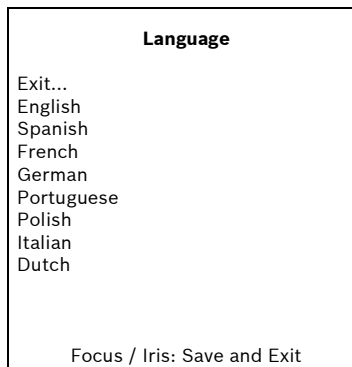 Language
Exit...
English
Spanish
French
German
Portuguese
Polish
Italian
Dutch
Focus / Iris: Save and Exit